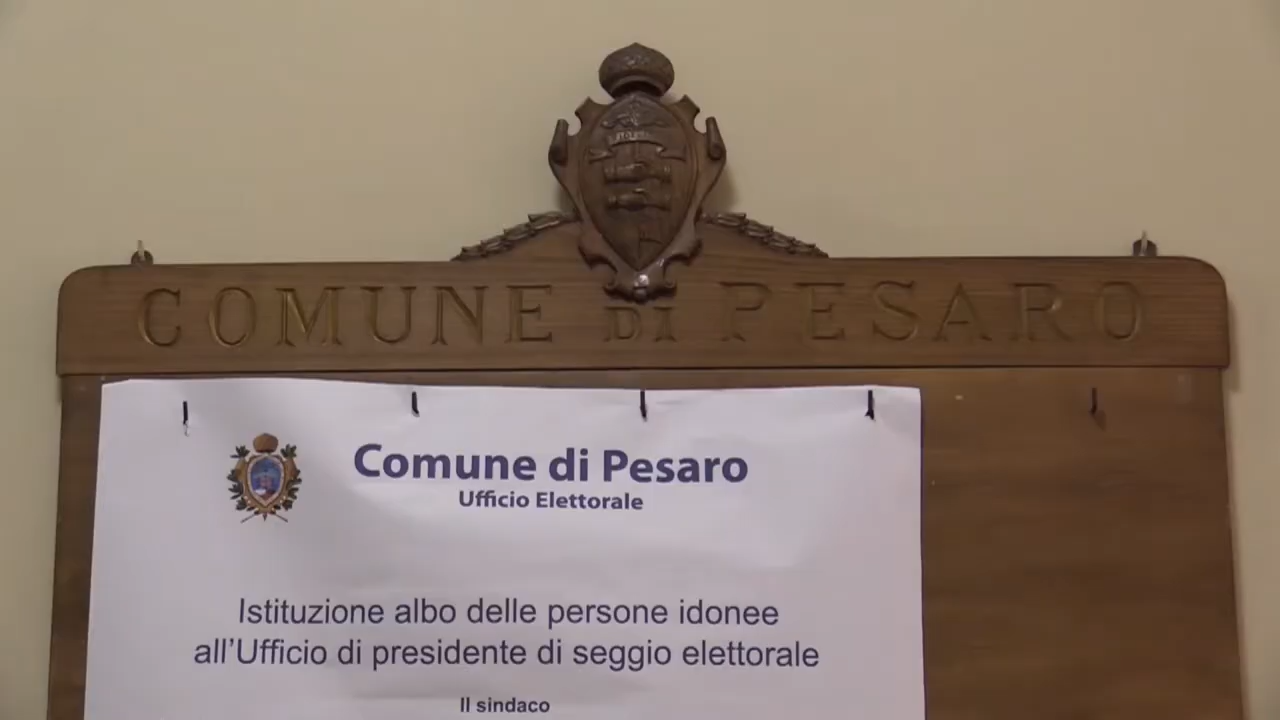 COMUNE DI PESARO
Comune di Pesaro
Ufficio Elettorale
Istituzione albo delle persone idonee
all'Ufficio di presidente di seggio elettorale
Il sindaco